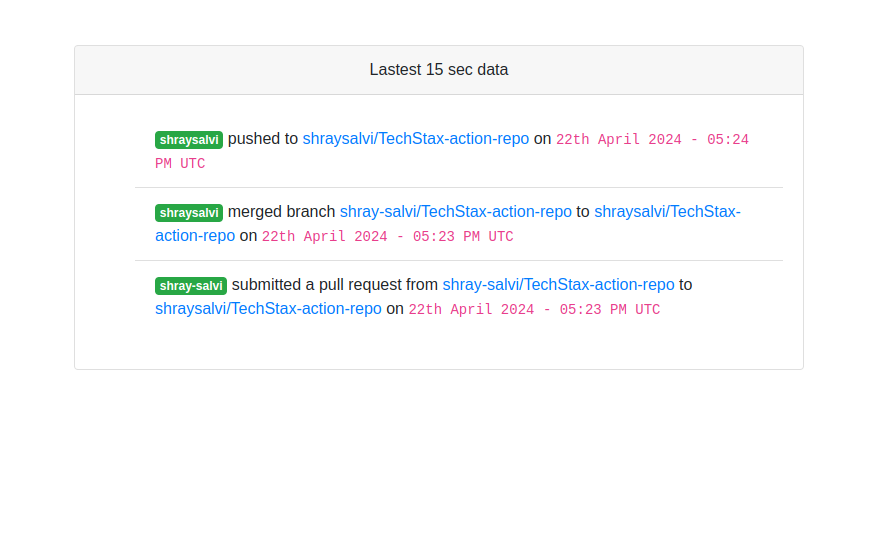 Lastest 15 sec data
shraysalvi pushed to shraysalvi/TechStax-action-repo on 22th April 2024 - 05:24
PM UTC
shraysalvi merged branch shray-salvi/TechStax-action-repo to shraysalvi/TechStax-
action-repo on 22th April 2024 - 05:23 PM UTC
shray-salvi submitted a pull request from shray-salvi/TechStax-action-repo to
shraysalvi/TechStax-action-repo on 22th April 2024 - 05:23 PM UTC